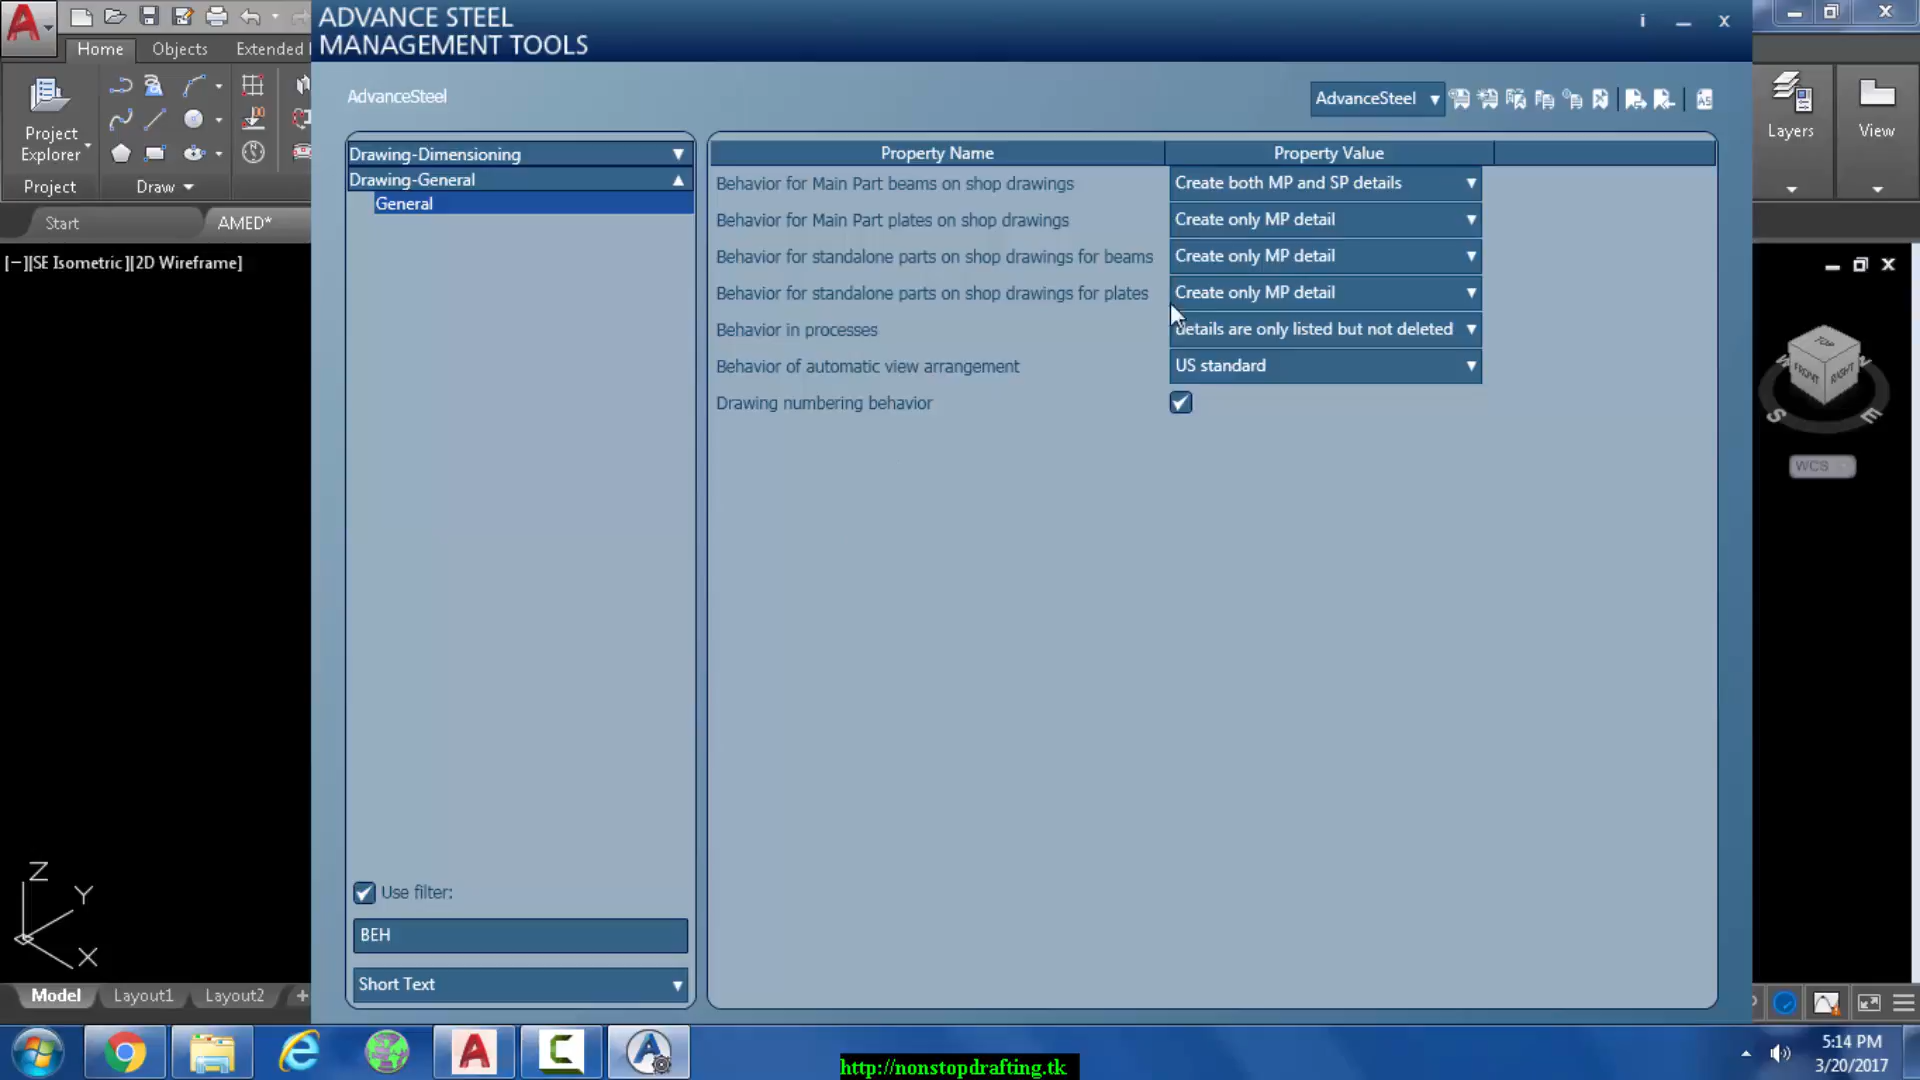 ADVANCE STEEL
MANAGEMENT TOOLS
i
x
Home
Objects
Extended
Project
Explorer
Project
Draw
Layers
View
Start
AMED*
[−][SE Isometric][2D Wireframe]
AdvanceSteel
AdvanceSteel
Drawing-Dimensioning
Drawing-General
General
Property Name
Property Value
Behavior for Main Part beams on shop drawings
Create both MP and SP details
Behavior for Main Part plates on shop drawings
Create only MP detail
Behavior for standalone parts on shop drawings for beams
Create only MP detail
Behavior for standalone parts on shop drawings for plates
Create only MP detail
Behavior in processes
details are only listed but not deleted
Behavior of automatic view arrangement
US standard
Drawing numbering behavior
TOP
FRONT
RIGHT
W
S
E
WCS
Z
Y
X
Use filter:
BEH
Short Text
Model
Layout1
Layout2
+
http://nonstopdrafting.tk
5:14 PM
3/20/2017